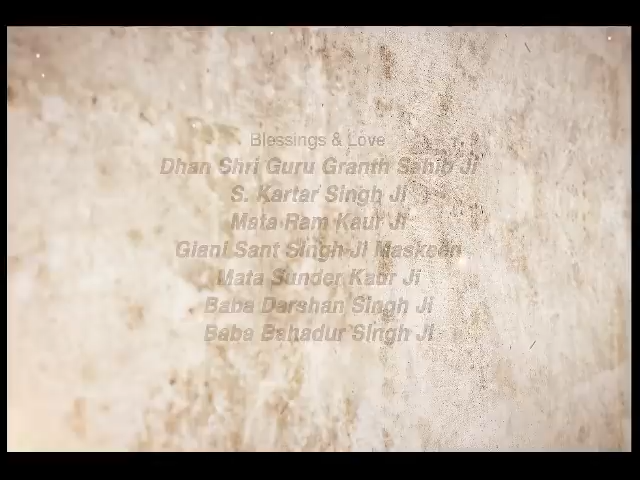 Blessings & Love
Dhan Shri Guru Granth Sahib Ji
S. Kartar Singh Ji
Mata Ram Kaur Ji
Giani Sant Singh Ji Maskeen
Mata Sunder Kaur Ji
Baba Darshan Singh Ji
Baba Bahadur Singh Ji